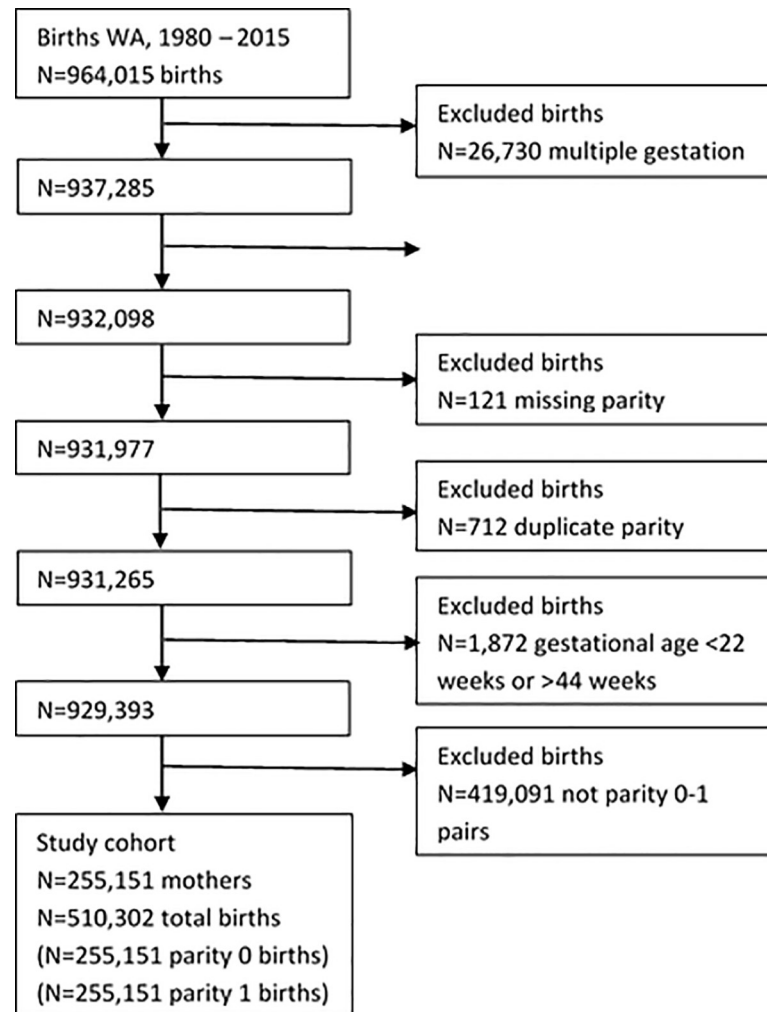 Births WA, 1980 – 2015
N=964,015 births
Excluded births
N=26,730 multiple gestation
N=937,285
N=932,098
Excluded births
N=121 missing parity
N=931,977
Excluded births
N=712 duplicate parity
N=931,265
Excluded births
N=1,872 gestational age <22
weeks or >44 weeks
N=929,393
Excluded births
N=419,091 not parity 0-1
pairs
Study cohort
N=255,151 mothers
N=510,302 total births
(N=255,151 parity 0 births)
(N=255,151 parity 1 births)